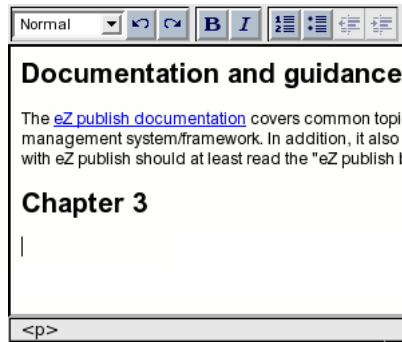 Normal
B I
Documentation and guidance
The eZ publish documentation covers common topi
management system/framework. In addition, it also
with eZ publish should at least read the "eZ publish
Chapter 3
<p>